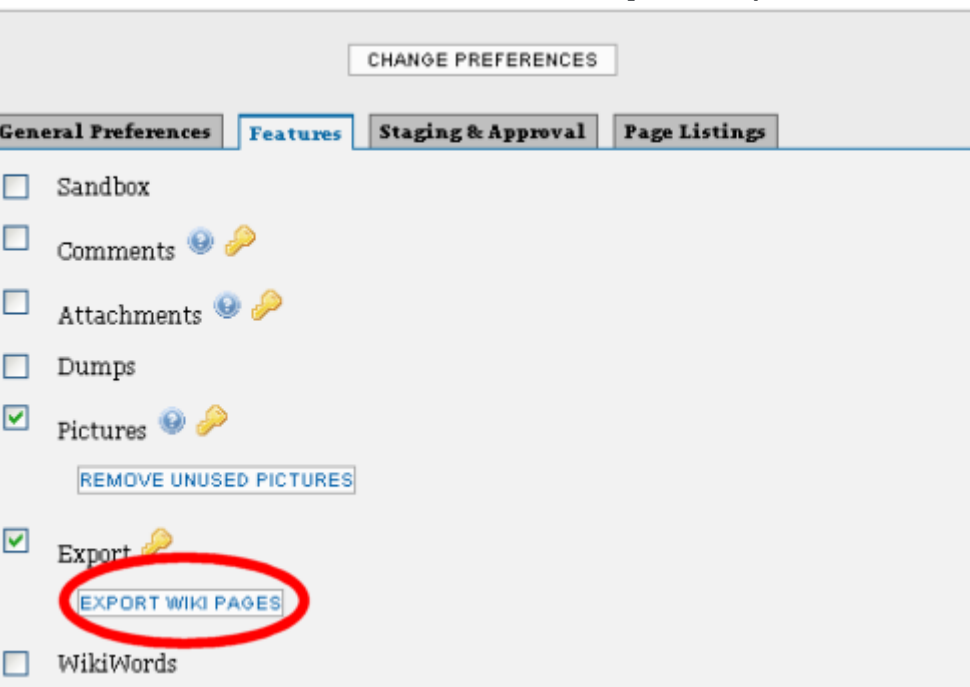 CHANGE PREFERENCES
General Preferences Features Staging & Approval Page Listings
Sandbox
Comments
Attachments
Dumps
Pictures
REMOVE UNUSED PICTURES
Export
EXPORT WIKI PAGES
WikiWords